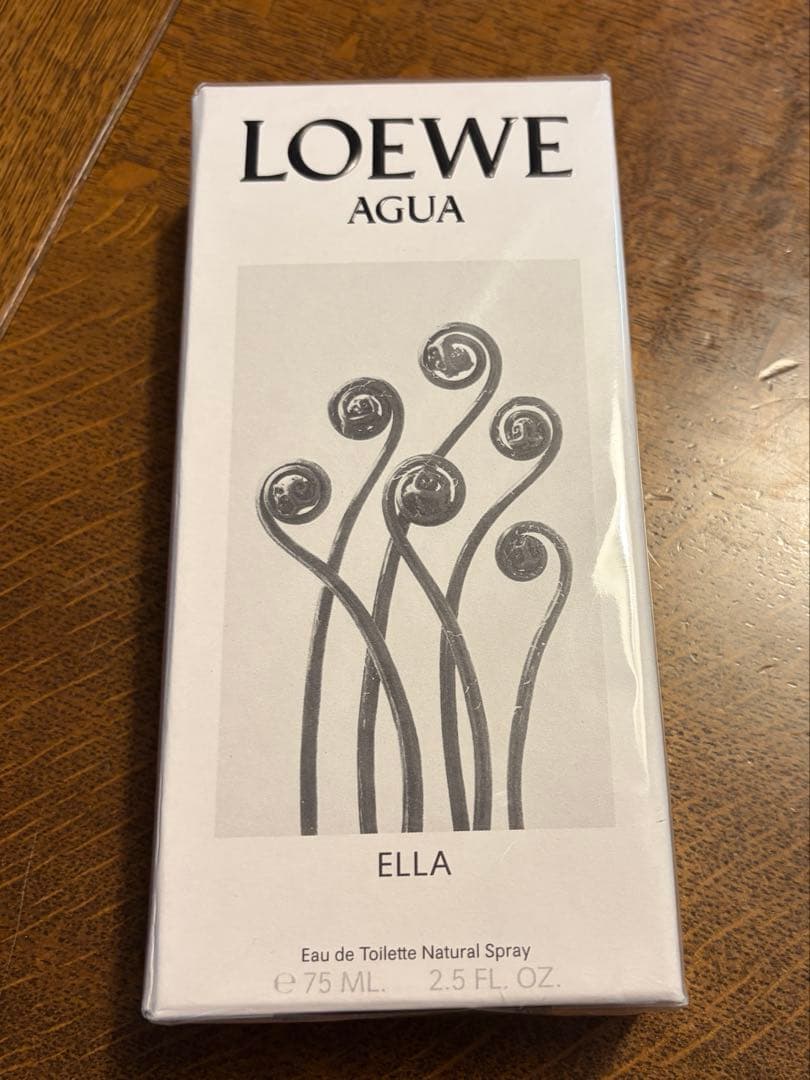 LOEWE
AGUA
ELLA
Eau de Toilette Natural Spray
℮ 75 ML. 2.5 FL. OZ.